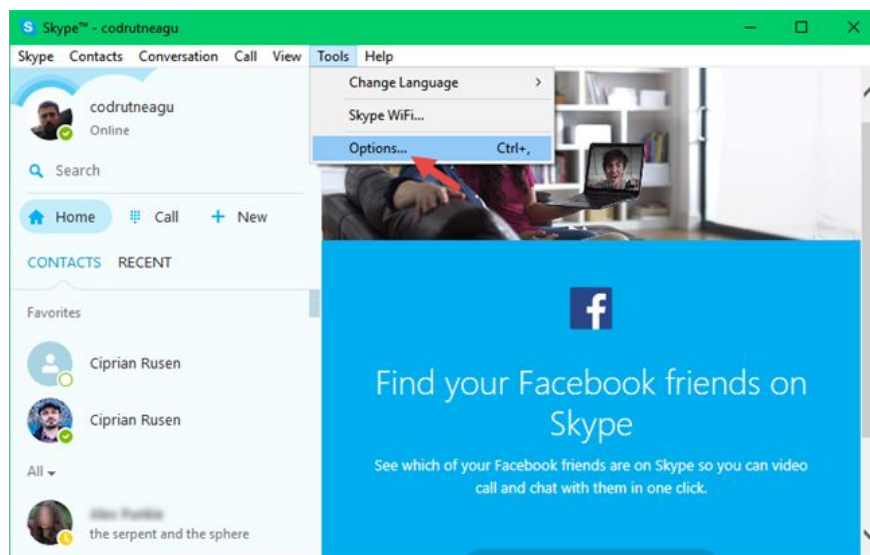 Skype™ - codrutneagu
Skype Contacts Conversation Call View Tools Help
Change Language
Skype WiFi...
Options... Ctrl+,
codrutneagu
Online
Search
Home Call + New
CONTACTS RECENT
Favorites
Ciprian Rusen
Ciprian Rusen
All
the serpent and the sphere
Find your Facebook friends on
Skype
See which of your Facebook friends are on Skype so you can video
call and chat with them in one click.